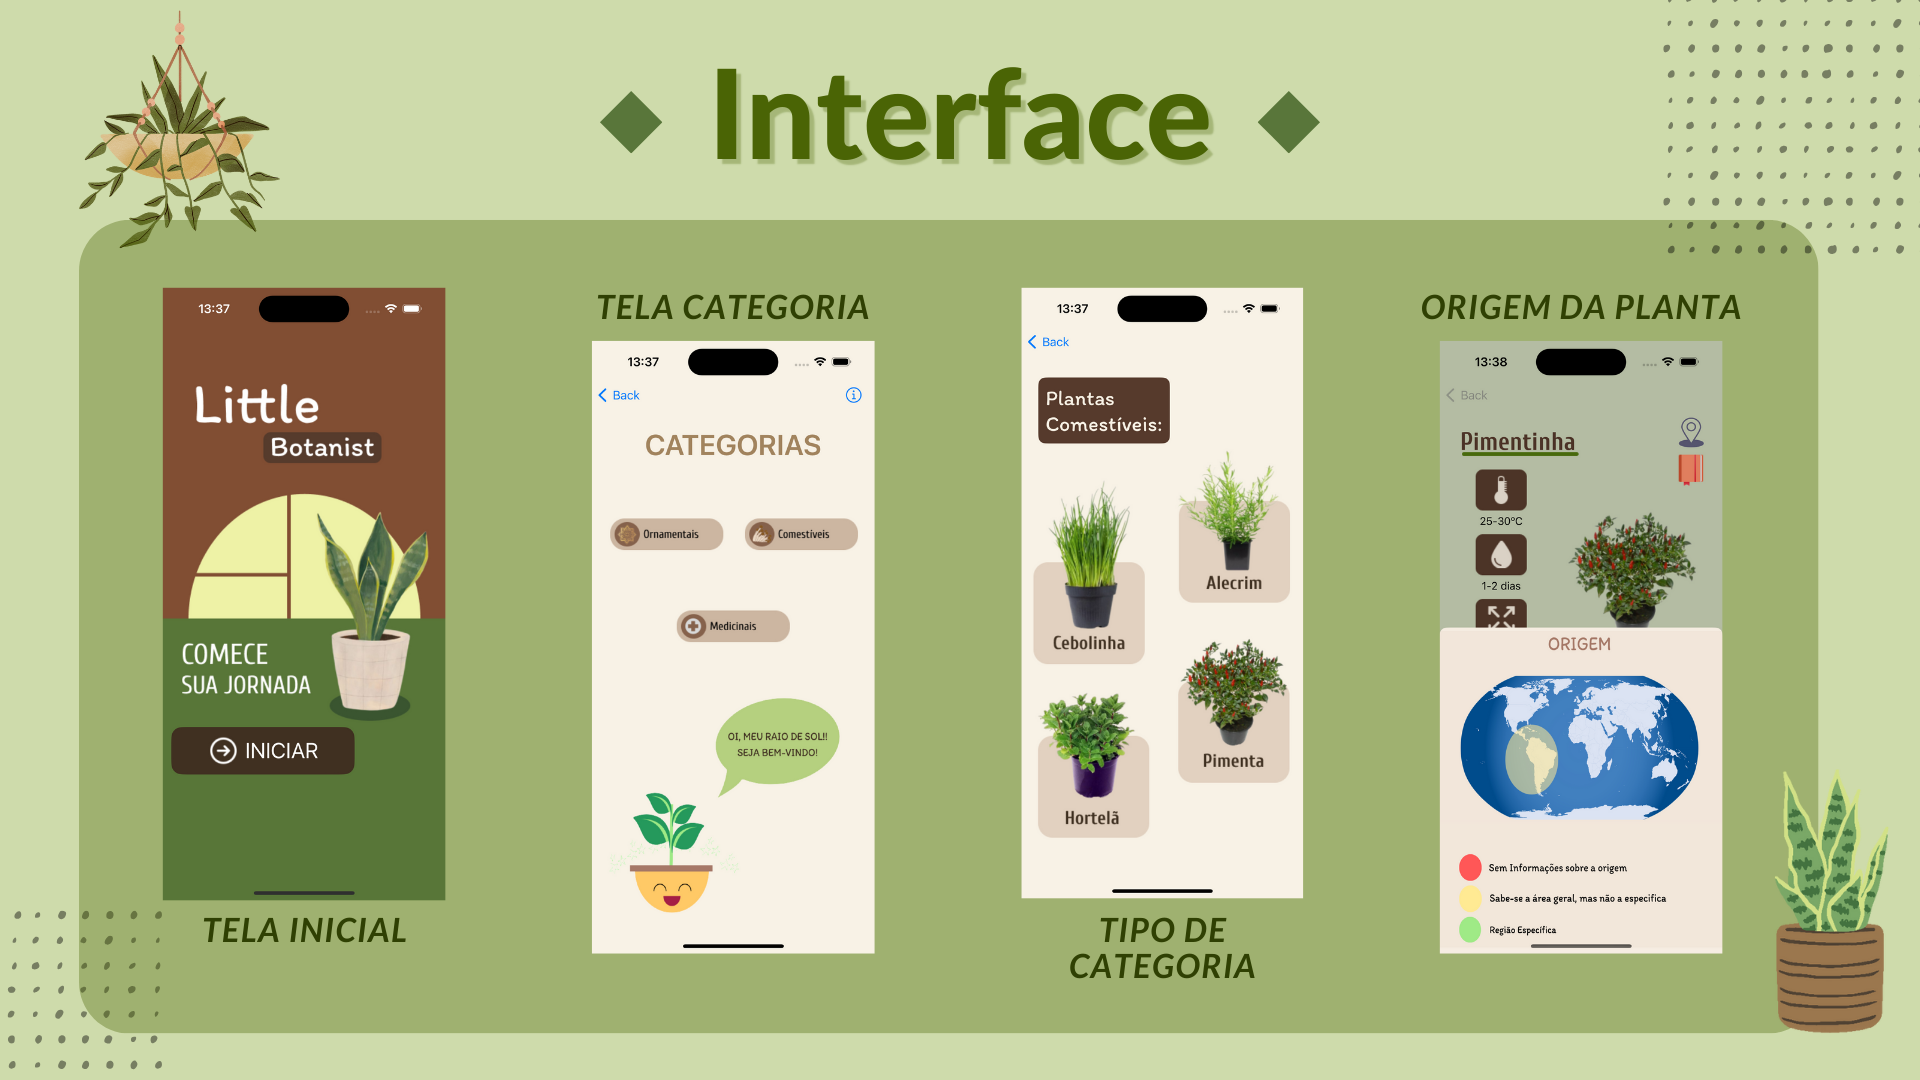 Interface
13:37
Little
Botanist
COMECE
SUA JORNADA
INICIAR
TELA INICIAL
TELA CATEGORIA
13:37
Back
CATEGORIAS
Ornamentais
Comestíveis
Medicinais
OI, MEU RAIO DE SOL!!
SEJA BEM-VINDO!
13:37
Back
Plantas
Comestíveis:
Alecrim
Cebolinha
Pimenta
Hortelã
TIPO DE
CATEGORIA
ORIGEM DA PLANTA
13:38
Back
Pimentinha
25-30°C
1-2 dias
ORIGEM
Sem Informações sobre a origem
Sabe-se a área geral, mas não a especifica
Região Específica